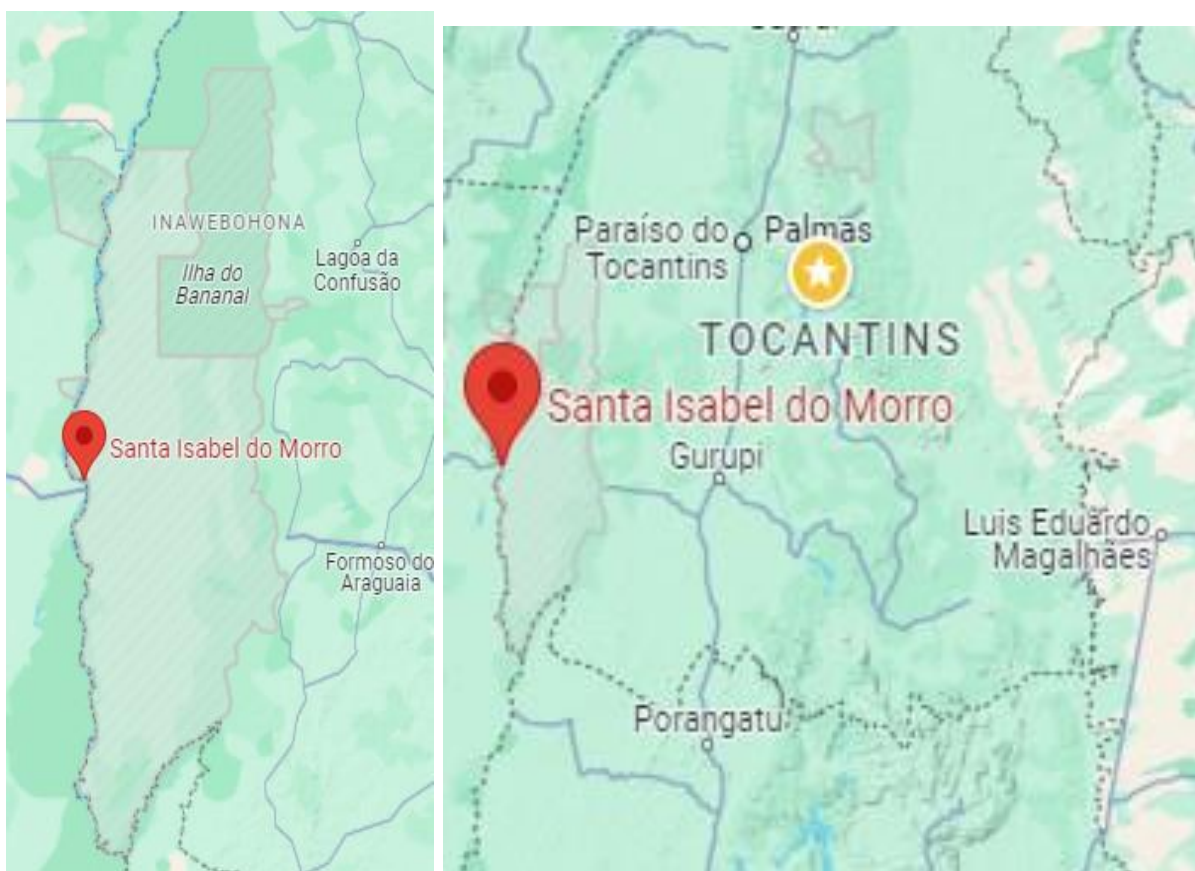 INAWEBOHONA
Ilha do
Bananal
Lagoa da
Confusão
Santa Isabel do Morro
Formoso do
Araguaia
Paraíso do
Tocantins
Palmas
TOCANTINS
Santa Isabel do Morro
Gurupi
Luis Eduardo
Magalhães
Porangatu